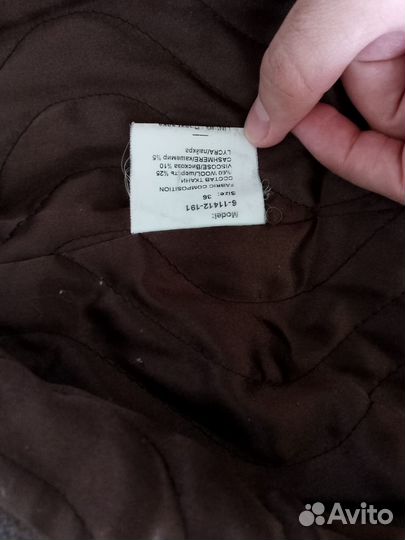 Model:
6-11412-191
Size: 36
FABRIC COMPOSITION
СОСТАВ ТКАНИ
%60 WOOL/шерсть %25
VISCOSE/Вискоза %10
CASHMERE/кашемир %5
LYCRA/лайкра
Avito